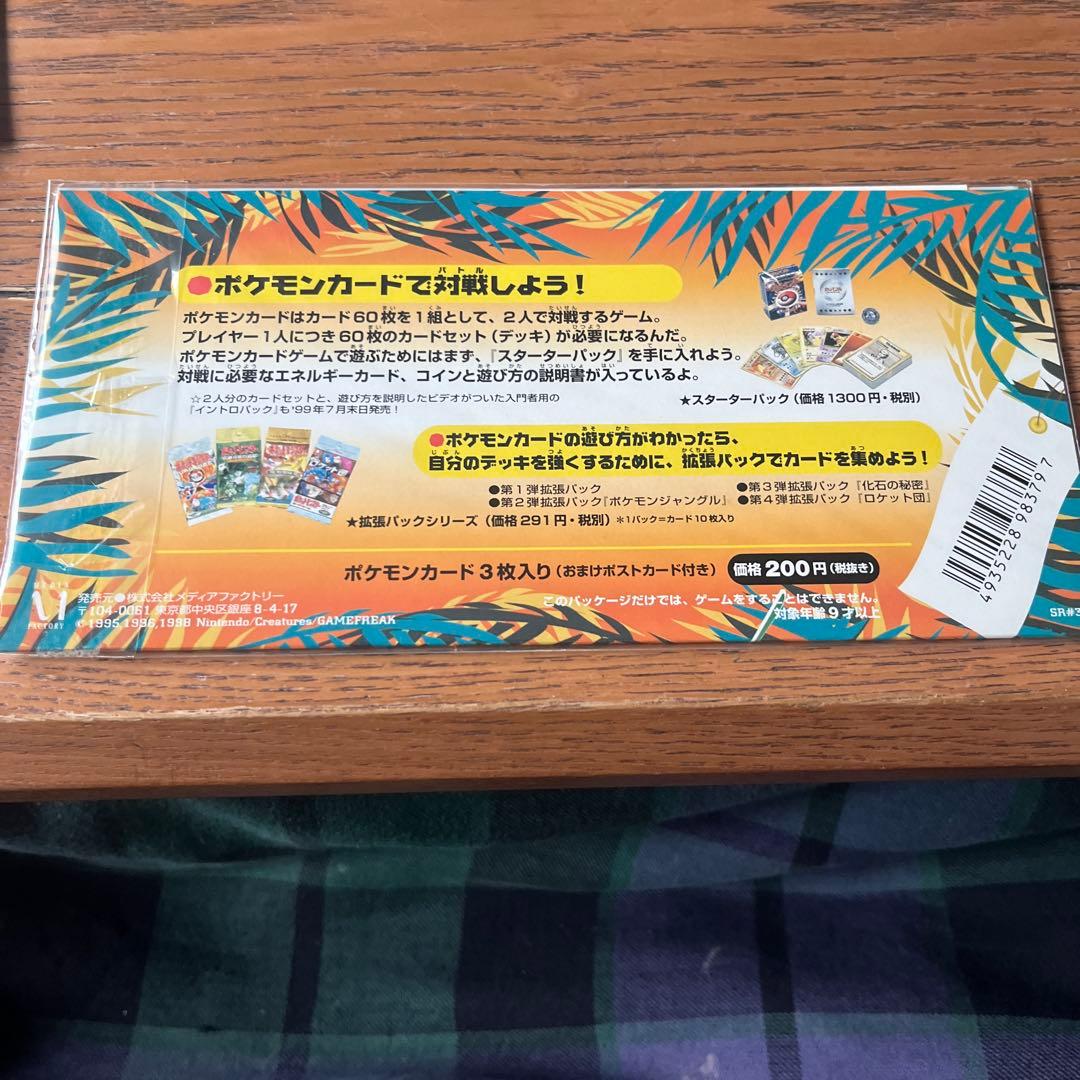 ●ポケモンカードで対戦しよう！
ポケモンカードはカード60枚を1組として、2人で対戦するゲーム。
プレイヤー1人につき60枚のカードセット(デッキ)が必要になるんだ。
ポケモンカードゲームで遊ぶためにはまず、『スターターパック』を手に入れよう。
対戦に必要なエネルギーカード、コインと遊び方の説明書が入っているよ。
☆2人分のカードセットと、遊び方を説明したビデオがついた入門者用の
『イントロパック』も'99年7月末日発売！
★スターターパック(価格1300円・税別)
●ポケモンカードの遊び方がわかったら、
自分のデッキを強くするために、拡張パックでカードを集めよう！
●第1弾拡張パック
●第2弾拡張パック『ポケモンジャングル』
●第3弾拡張パック『化石の秘密』
●第4弾拡張パック『ロケット団』
★拡張パックシリーズ(価格291円・税別) ＊1パック=カード10枚入り
ポケモンカード3枚入り(おまけポストカード付き)
価格200円(税抜き)
このパッケージだけでは、ゲームをすることはできません。
対象年齢9才以上
MEDIA
FACTORY
発売元●株式会社メディアファクトリー
〒104-0061 東京都中央区銀座8-4-17
©1995,1996,1998 Nintendo/Creatures/GAMEFREAK
4935228983797
SR#3